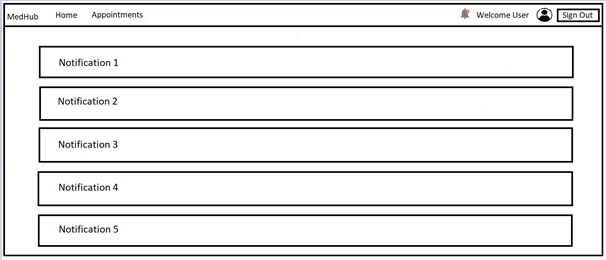 MedHub Home Appointments Welcome User Sign Out
Notification 1
Notification 2
Notification 3
Notification 4
Notification 5